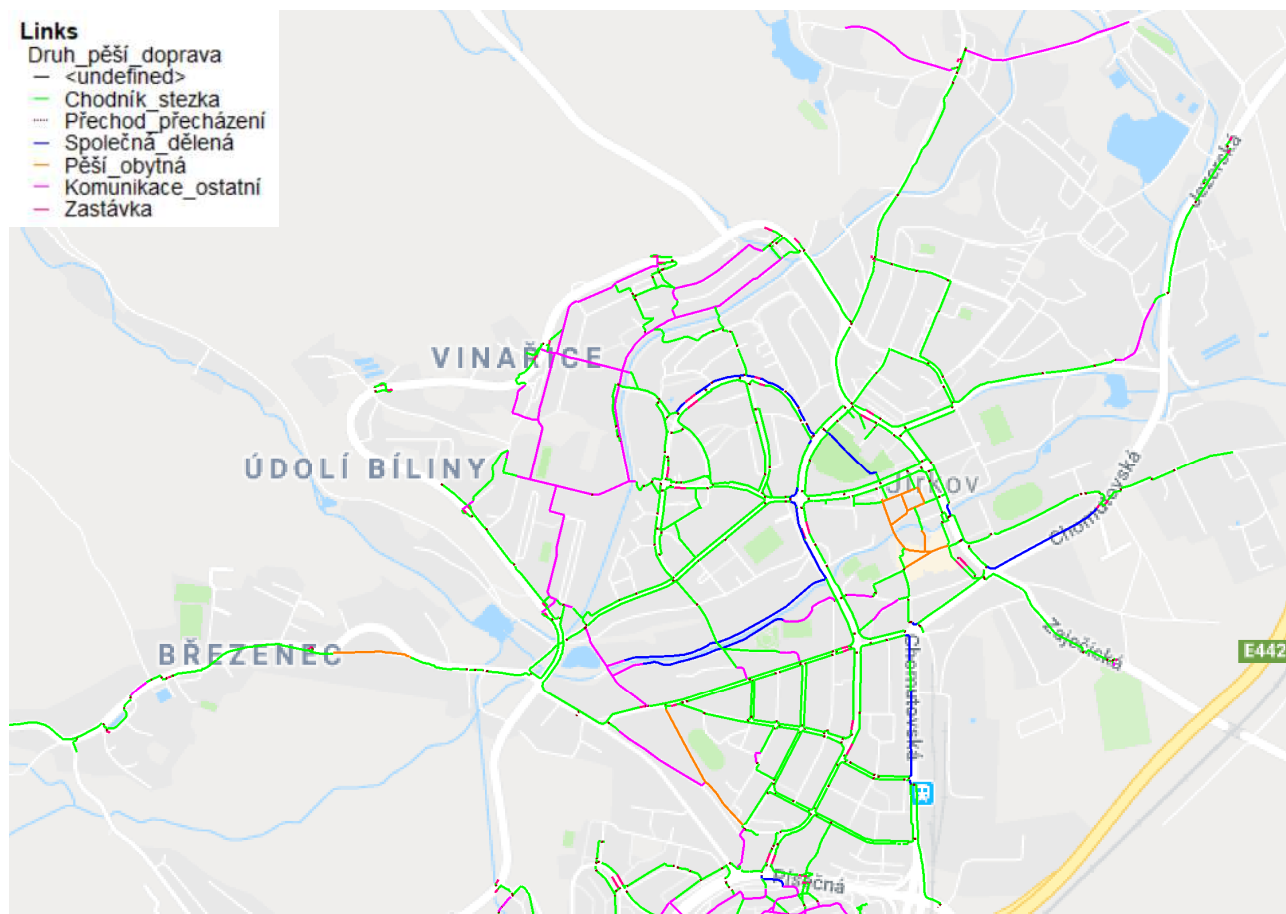 Links
Druh_pěší_doprava
<undefined>
Chodník_stezka
Přechod_přecházení
Společná_dělená
Pěší_obytná
Komunikace_ostatní
Zastávka
Jezerská
VINAŘICE
ÚDOLÍ BÍLINY
Jirkov
Chomutovská
BŘEZENEC
Zaječická
E442
Chomutovská
Písečná